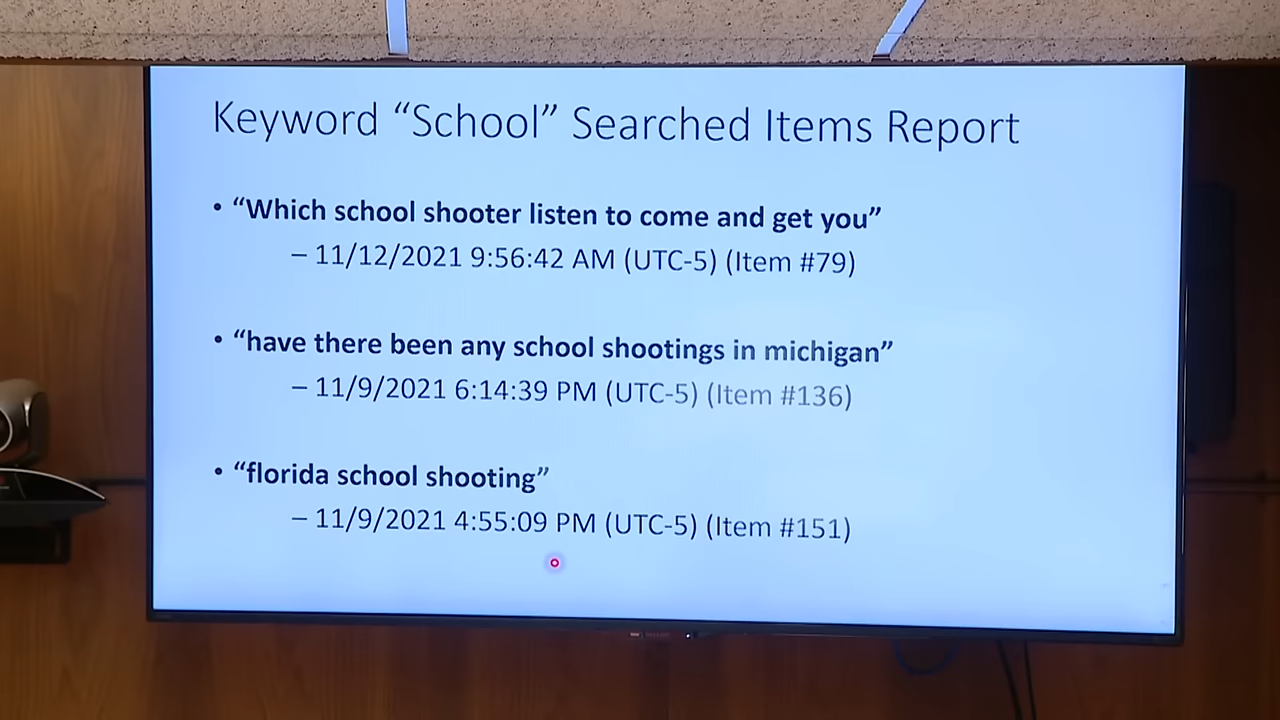 Keyword “School” Searched Items Report
• “Which school shooter listen to come and get you”
– 11/12/2021 9:56:42 AM (UTC-5) (Item #79)
• “have there been any school shootings in michigan”
– 11/9/2021 6:14:39 PM (UTC-5) (Item #136)
• “florida school shooting”
– 11/9/2021 4:55:09 PM (UTC-5) (Item #151)